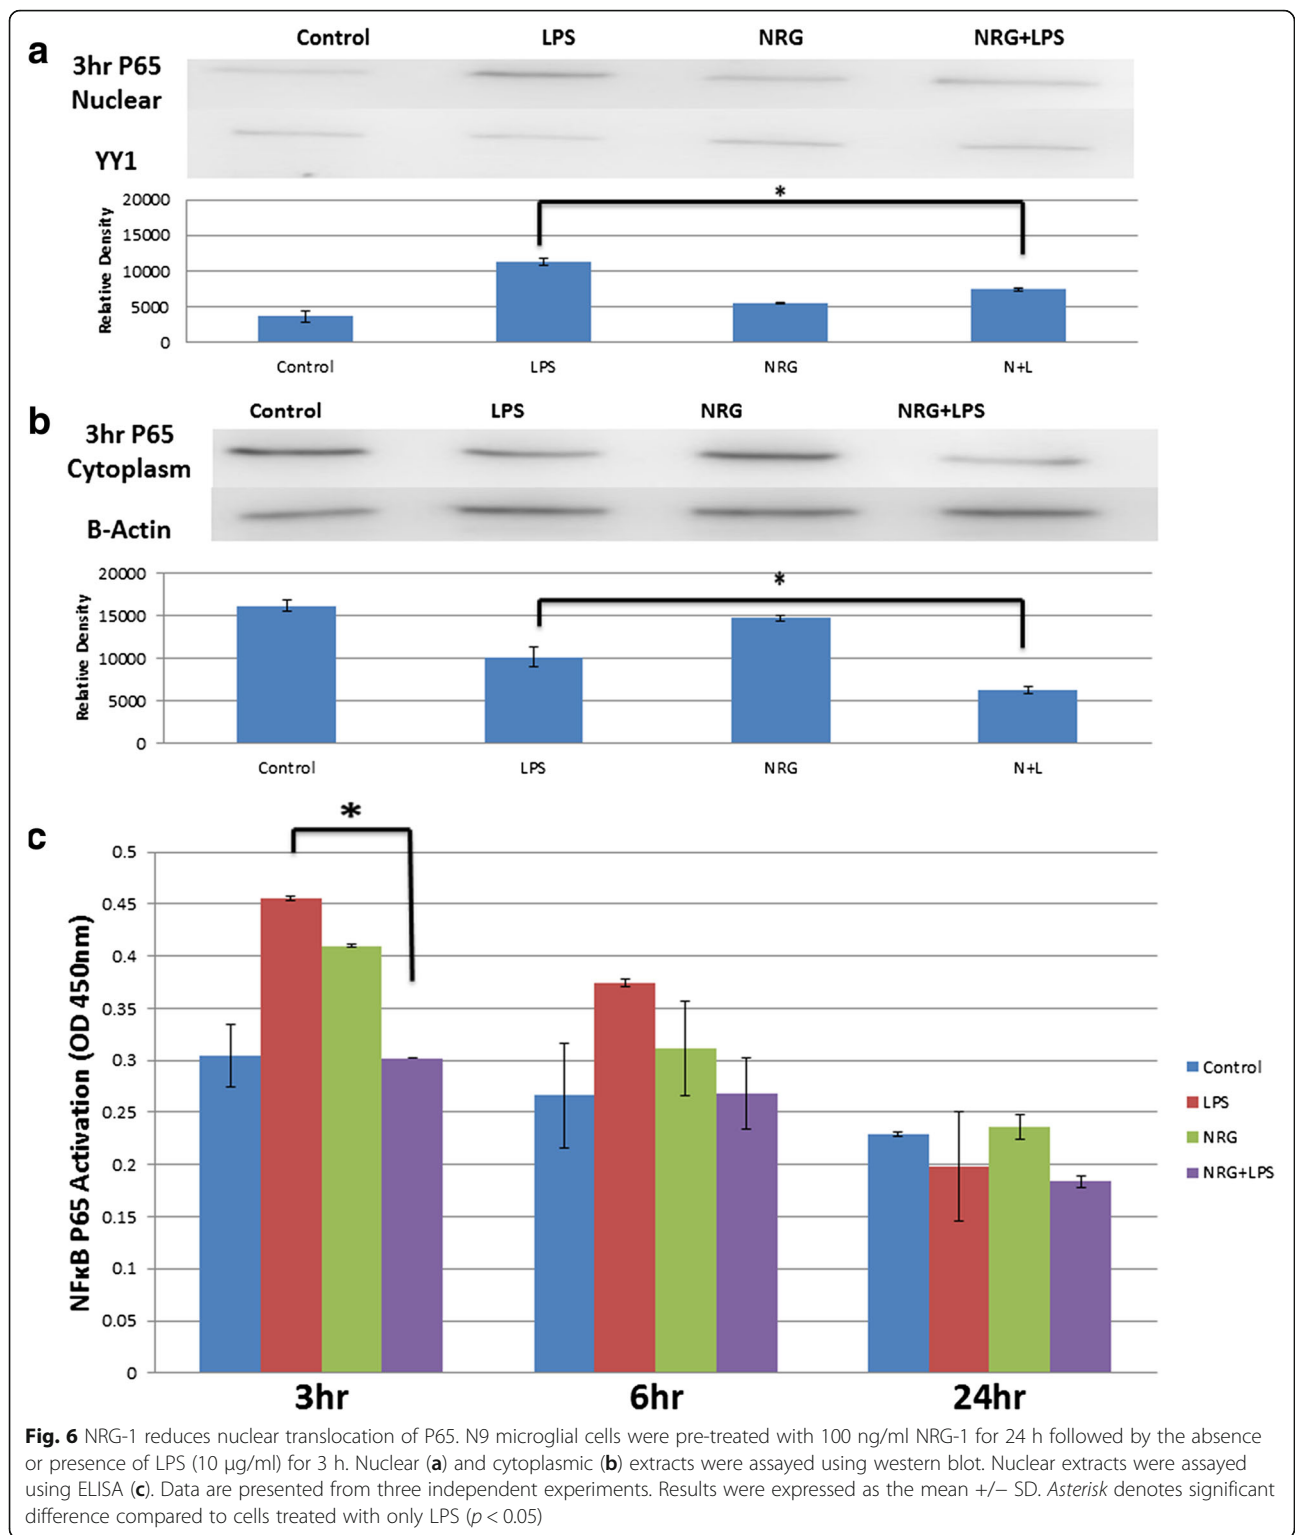 a
Control LPS NRG NRG+LPS
3hr P65
Nuclear
YY1
*
20000
15000
10000
5000
0
Relative Density
Control LPS NRG N+L
b
Control LPS NRG NRG+LPS
3hr P65
Cytoplasm
B-Actin
*
20000
15000
10000
5000
0
Relative Density
Control LPS NRG N+L
c
*
0.5
0.45
0.4
0.35
0.3
0.25
0.2
0.15
0.1
0.05
0
NFκB P65 Activation (OD 450nm)
Control
LPS
NRG
NRG+LPS
3hr 6hr 24hr
Fig. 6 NRG-1 reduces nuclear translocation of P65. N9 microglial cells were pre-treated with 100 ng/ml NRG-1 for 24 h followed by the absence
or presence of LPS (10 μg/ml) for 3 h. Nuclear (a) and cytoplasmic (b) extracts were assayed using western blot. Nuclear extracts were assayed
using ELISA (c). Data are presented from three independent experiments. Results were expressed as the mean +/− SD. Asterisk denotes significant
difference compared to cells treated with only LPS (p < 0.05)